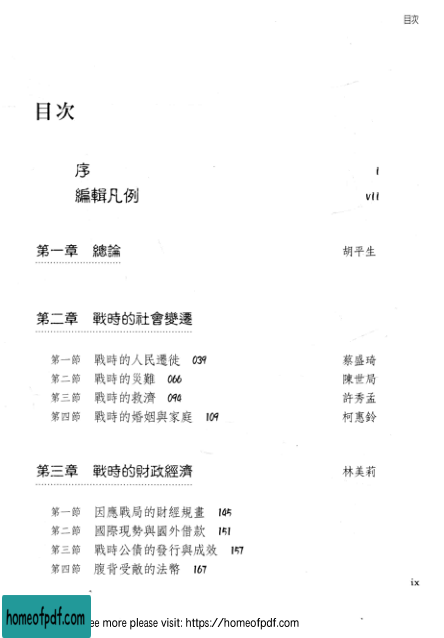 目次
目次
序 i
編輯凡例 vii
第一章 總論 胡平生
第二章 戰時的社會變遷
第一節 戰時的人民遷徙 039 蔡盛琦
第二節 戰時的災難 066 陳世局
第三節 戰時的救濟 094 許秀孟
第四節 戰時的婚姻與家庭 109 柯惠鈴
第三章 戰時的財政經濟 林美莉
第一節 因應戰局的財經規畫 145
第二節 國際現勢與國外借款 151
第三節 戰時公債的發行與成效 157
第四節 腹背受敵的法幣 167
ix
homeofpdf.com
ee more please visit: https://homeofpdf.com